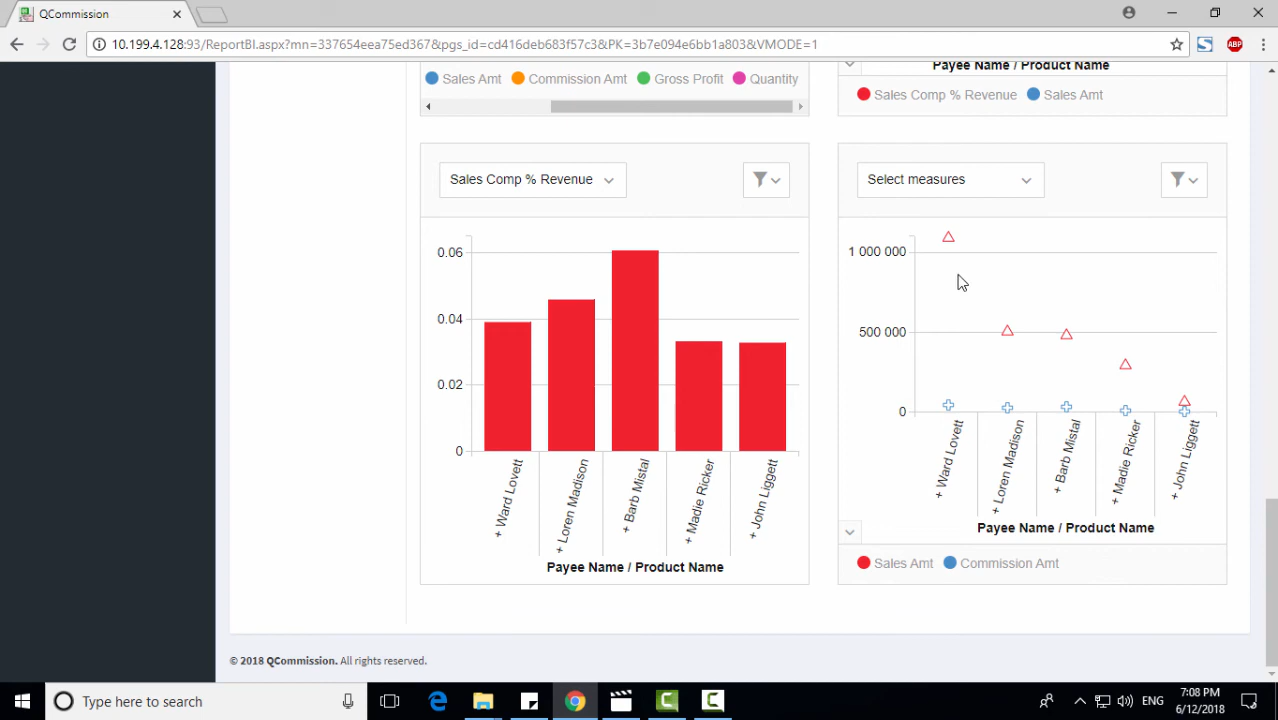 QCommission
10.199.4.128:93/ReportBI.aspx?mn=337654eea75ed367&pgs_id=cd416deb683f57c3&PK=3b7e094e6bb1a803&VMODE=1
ABP
Sales Amt Commission Amt Gross Profit Quantity
Payee Name / Product Name
Sales Comp % Revenue Sales Amt
Sales Comp % Revenue
0.06
0.04
0.02
0
+ Ward Lovett
+ Loren Madison
+ Barb Mistal
+ Madie Ricker
+ John Liggett
Payee Name / Product Name
Select measures
1 000 000
500 000
0
+ Ward Lovett
+ Loren Madison
+ Barb Mistal
+ Madie Ricker
+ John Liggett
Payee Name / Product Name
Sales Amt Commission Amt
© 2018 QCommission. All rights reserved.
Type here to search
ENG
7:08 PM
6/12/2018